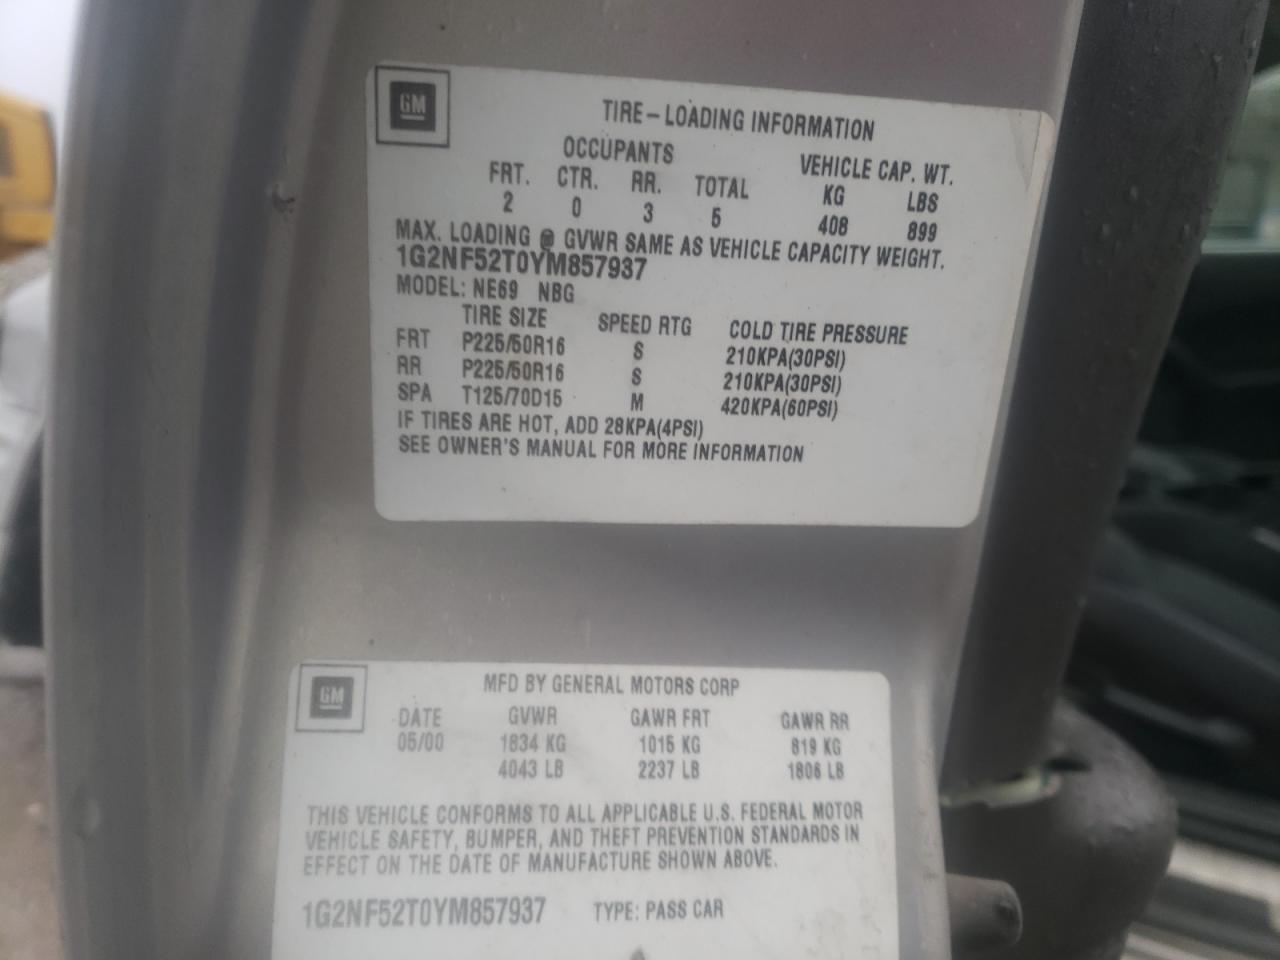 GM
TIRE-LOADING INFORMATION
OCCUPANTS VEHICLE CAP. WT.
FRT. CTR. RR. TOTAL KG LBS
2 0 3 5 408 899
MAX. LOADING @ GVWR SAME AS VEHICLE CAPACITY WEIGHT.
1G2NF52T0YM857937
MODEL: NE69 NBG
TIRE SIZE SPEED RTG COLD TIRE PRESSURE
FRT P225/50R16 S 210KPA(30PSI)
RR P225/50R16 S 210KPA(30PSI)
SPA T125/70D15 M 420KPA(60PSI)
IF TIRES ARE HOT, ADD 28KPA(4PSI)
SEE OWNER'S MANUAL FOR MORE INFORMATION
GM
MFD BY GENERAL MOTORS CORP
DATE GVWR GAWR FRT GAWR RR
05/00 1834 KG 1015 KG 819 KG
4043 LB 2237 LB 1806 LB
THIS VEHICLE CONFORMS TO ALL APPLICABLE U.S. FEDERAL MOTOR
VEHICLE SAFETY, BUMPER, AND THEFT PREVENTION STANDARDS IN
EFFECT ON THE DATE OF MANUFACTURE SHOWN ABOVE.
1G2NF52T0YM857937 TYPE: PASS CAR